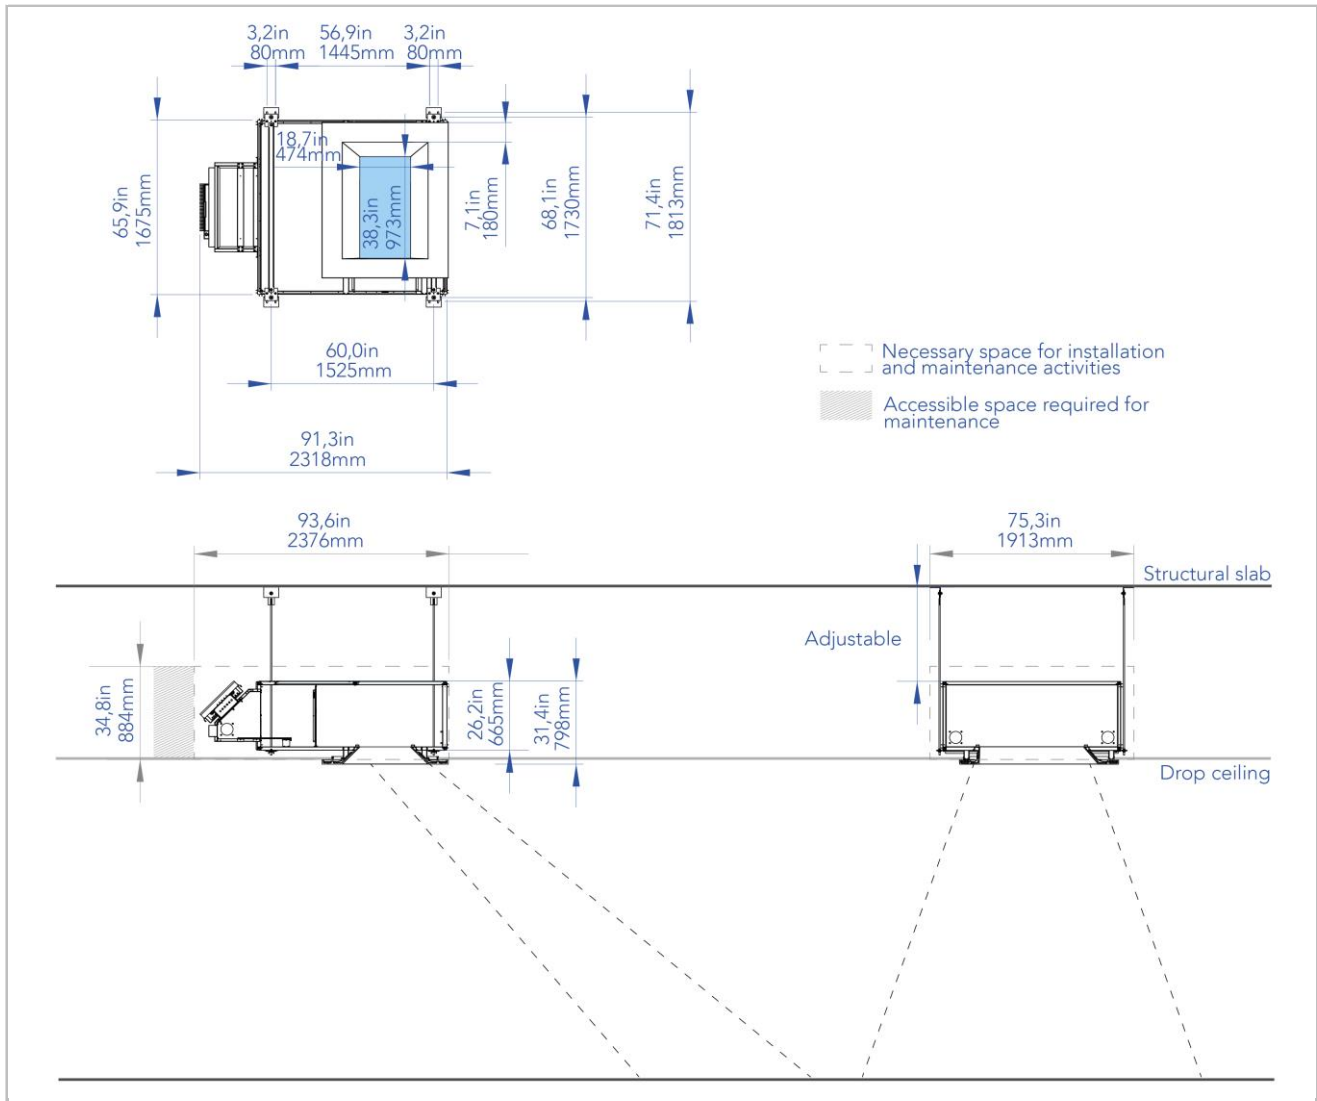 3,2in
80mm
56,9in
1445mm
3,2in
80mm
18,7in
474mm
38,3in
973mm
65,9in
1675mm
7,1in
180mm
68,1in
1730mm
71,4in
1813mm
60,0in
1525mm
91,3in
2318mm
Necessary space for installation
and maintenance activities
Accessible space required for
maintenance
93,6in
2376mm
75,3in
1913mm
Structural slab
Adjustable
34,8in
884mm
26,2in
665mm
31,4in
798mm
Drop ceiling